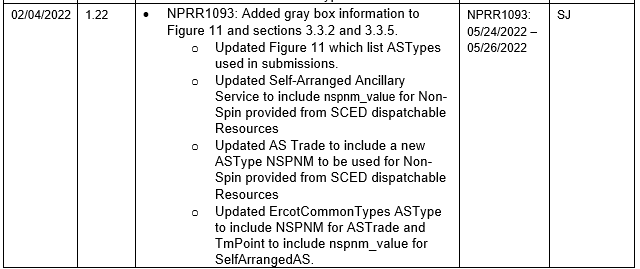 02/04/2022
1.22
• NPRR1093: Added gray box information to
Figure 11 and sections 3.3.2 and 3.3.5.
o Updated Figure 11 which list ASTypes
used in submissions.
o Updated Self-Arranged Ancillary
Service to include nspnm_value for Non-
Spin provided from SCED dispatchable
Resources
o Updated AS Trade to include a new
ASType NSPNM to be used for Non-
Spin provided from SCED dispatchable
Resources
o Updated ErcotCommonTypes ASType
to include NSPNM for ASTrade and
TmPoint to include nspnm_value for
SelfArrangedAS.
NPRR1093:
05/24/2022 –
05/26/2022
SJ